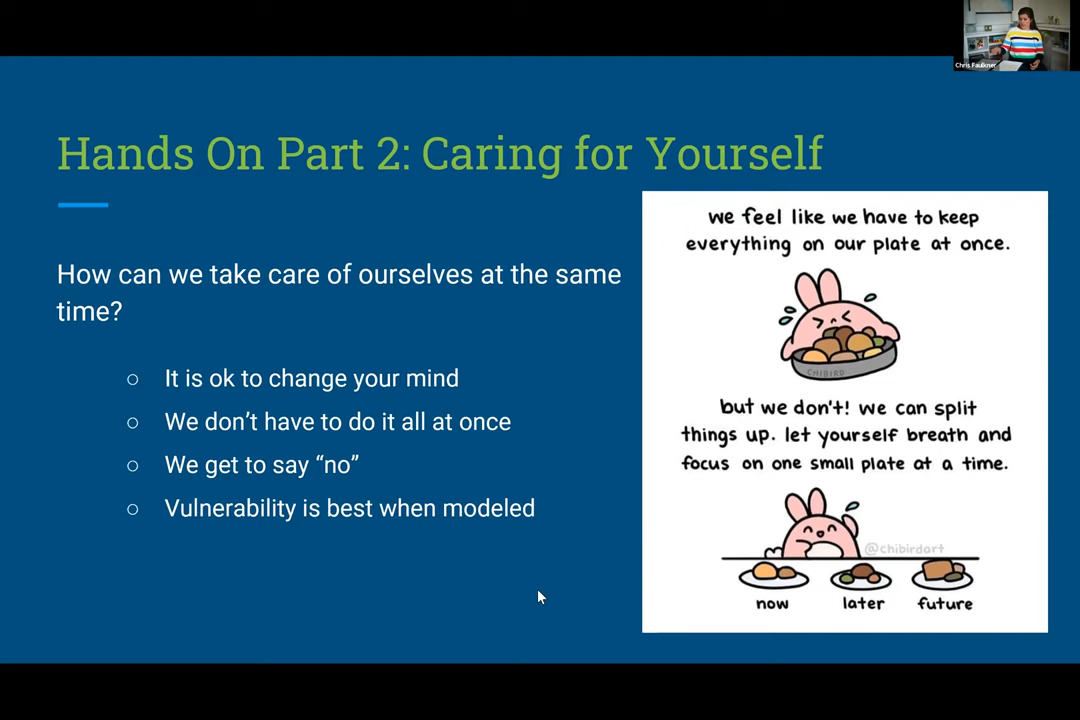 Chris Faulkner
Hands On Part 2: Caring for Yourself
How can we take care of ourselves at the same
time?
○ It is ok to change your mind
○ We don't have to do it all at once
○ We get to say “no”
○ Vulnerability is best when modeled
we feel like we have to keep
everything on our plate at once.
CHIBIRD
but we don't! we can split
things up. let yourself breath and
focus on one small plate at a time.
@chibirdart
now later future